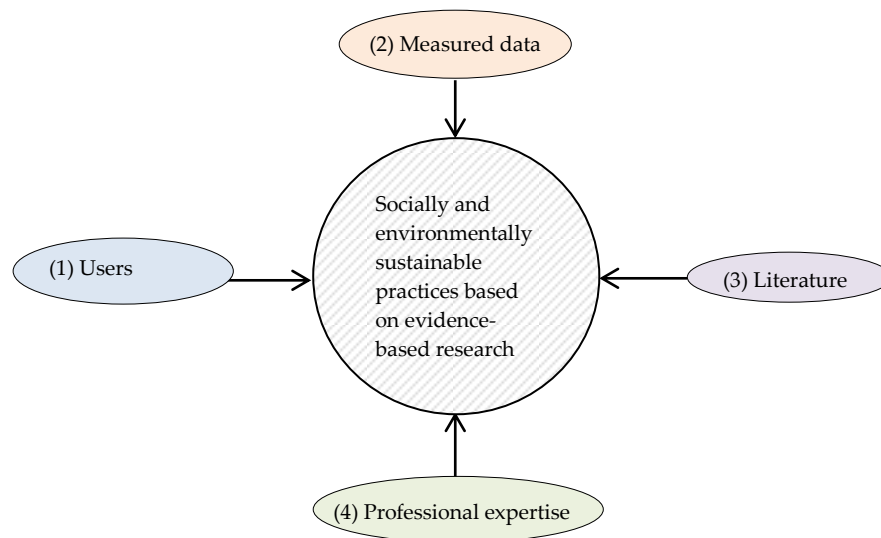 (2) Measured data
Socially and
environmentally
sustainable
practices based
on evidence-
based research
(1) Users
(3) Literature
(4) Professional expertise